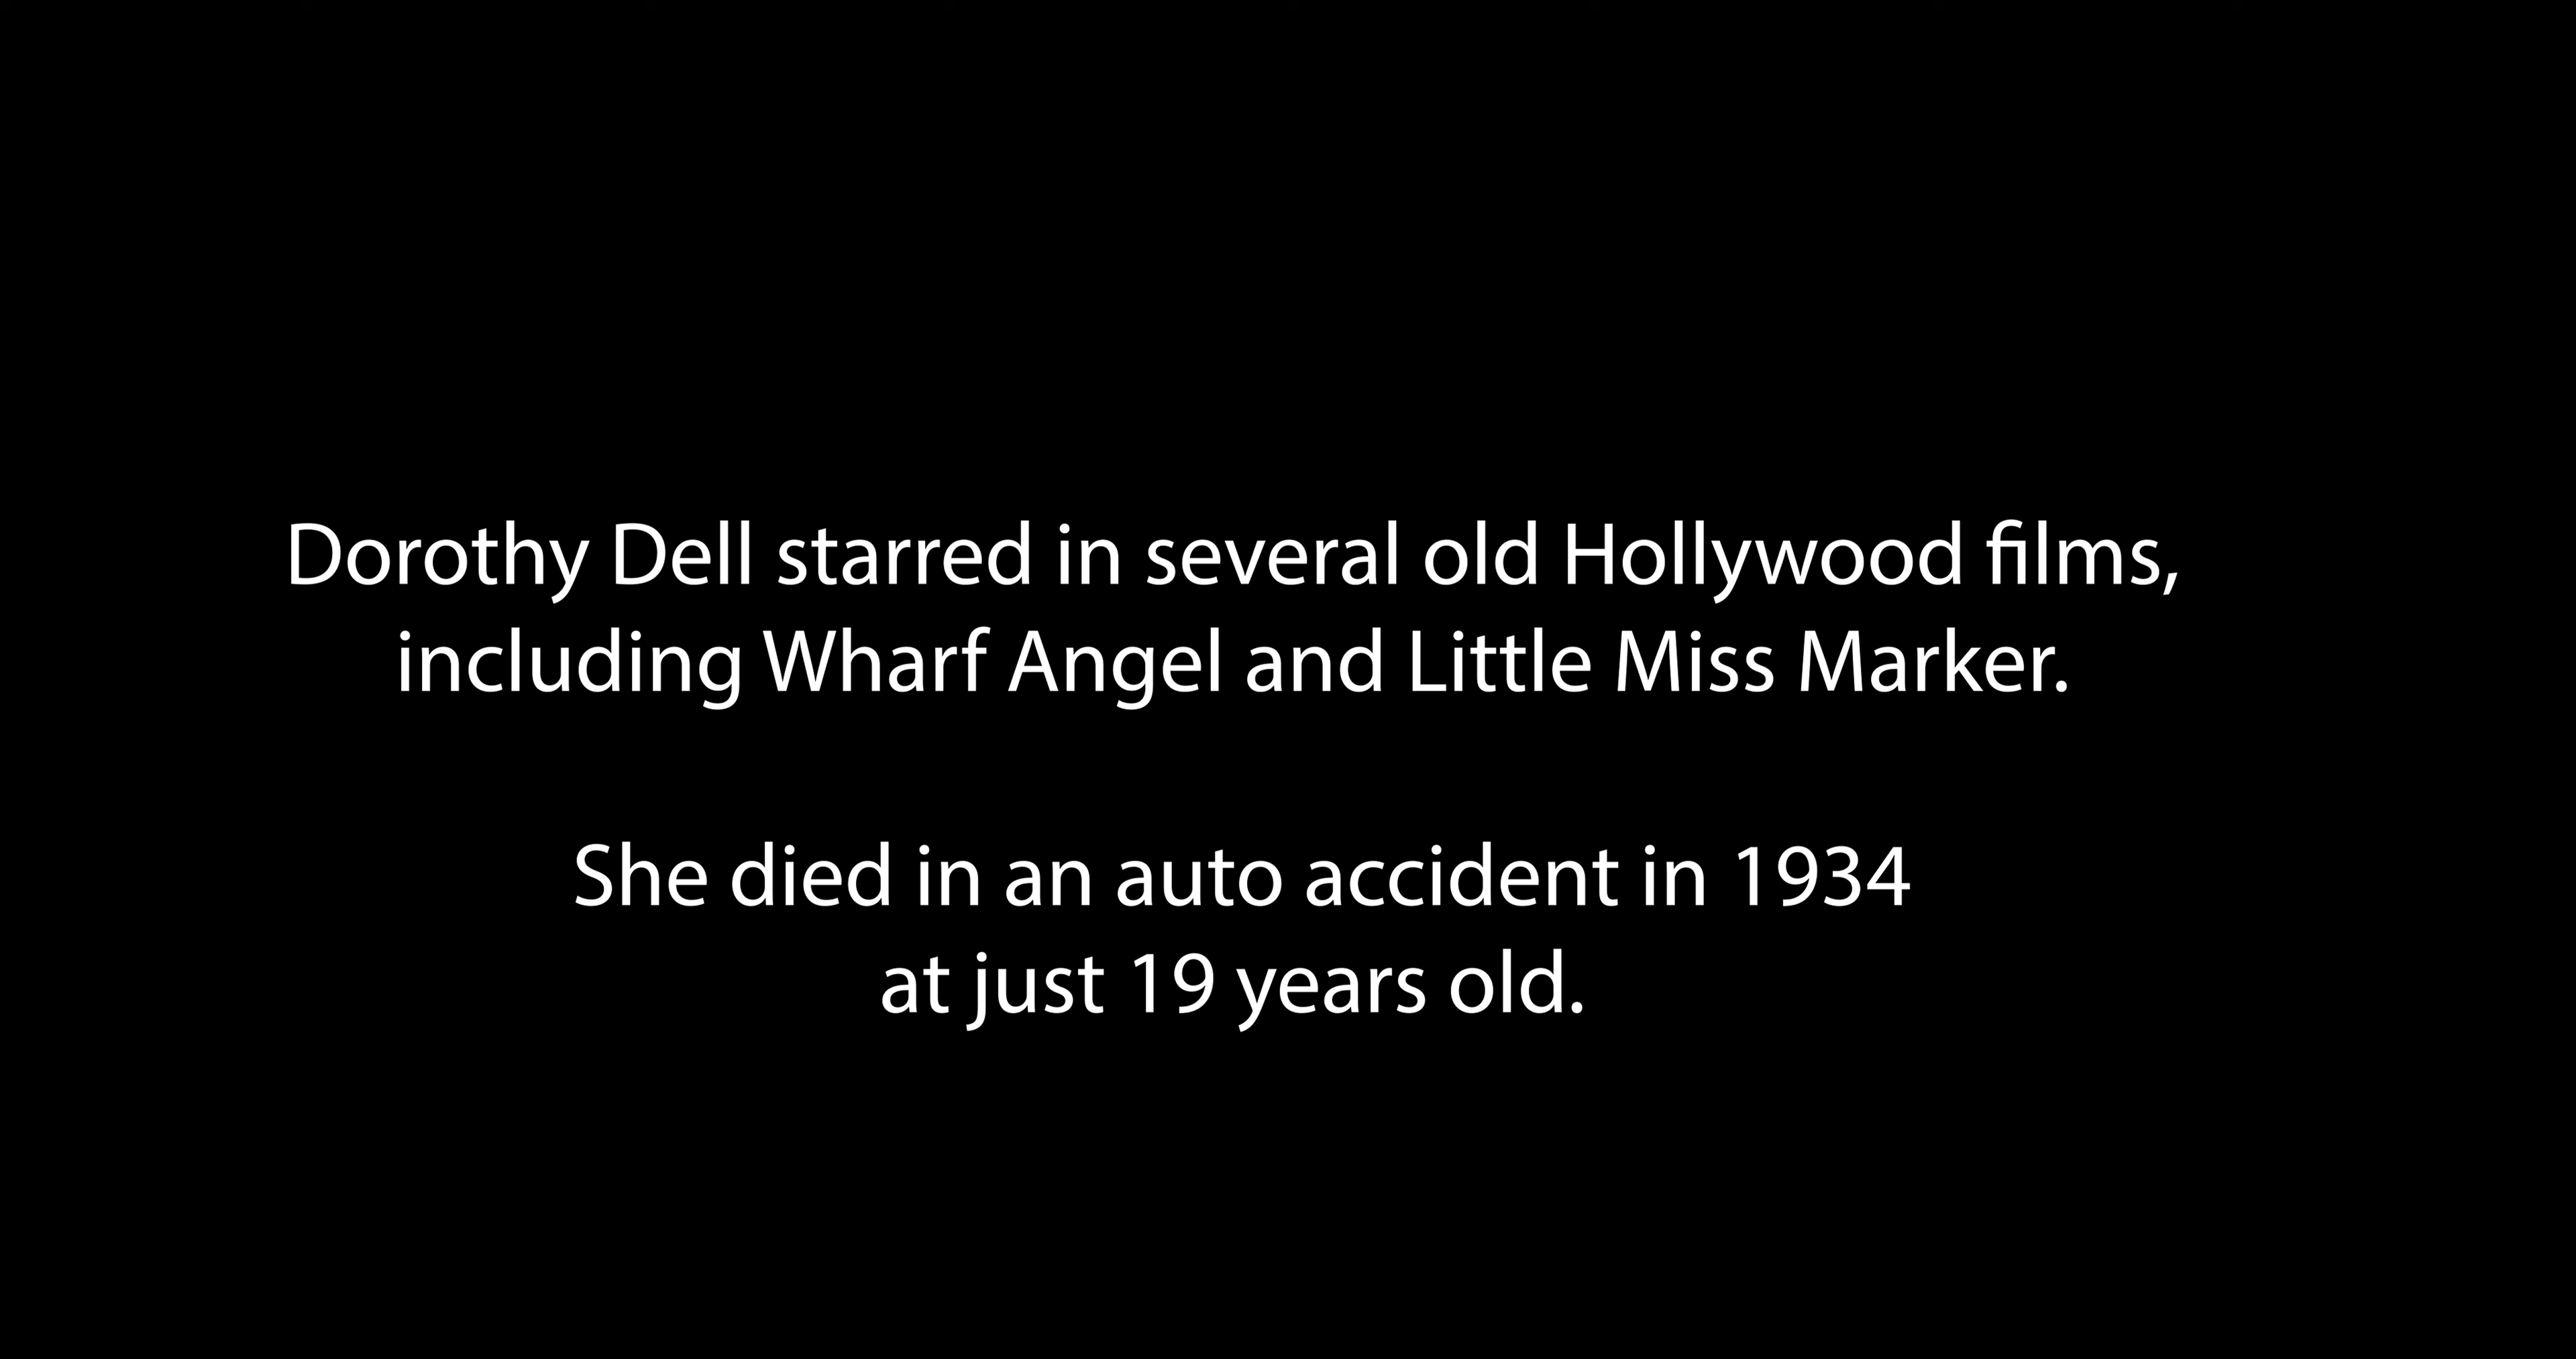 Dorothy Dell starred in several old Hollywood films,
including Wharf Angel and Little Miss Marker.
She died in an auto accident in 1934
at just 19 years old.